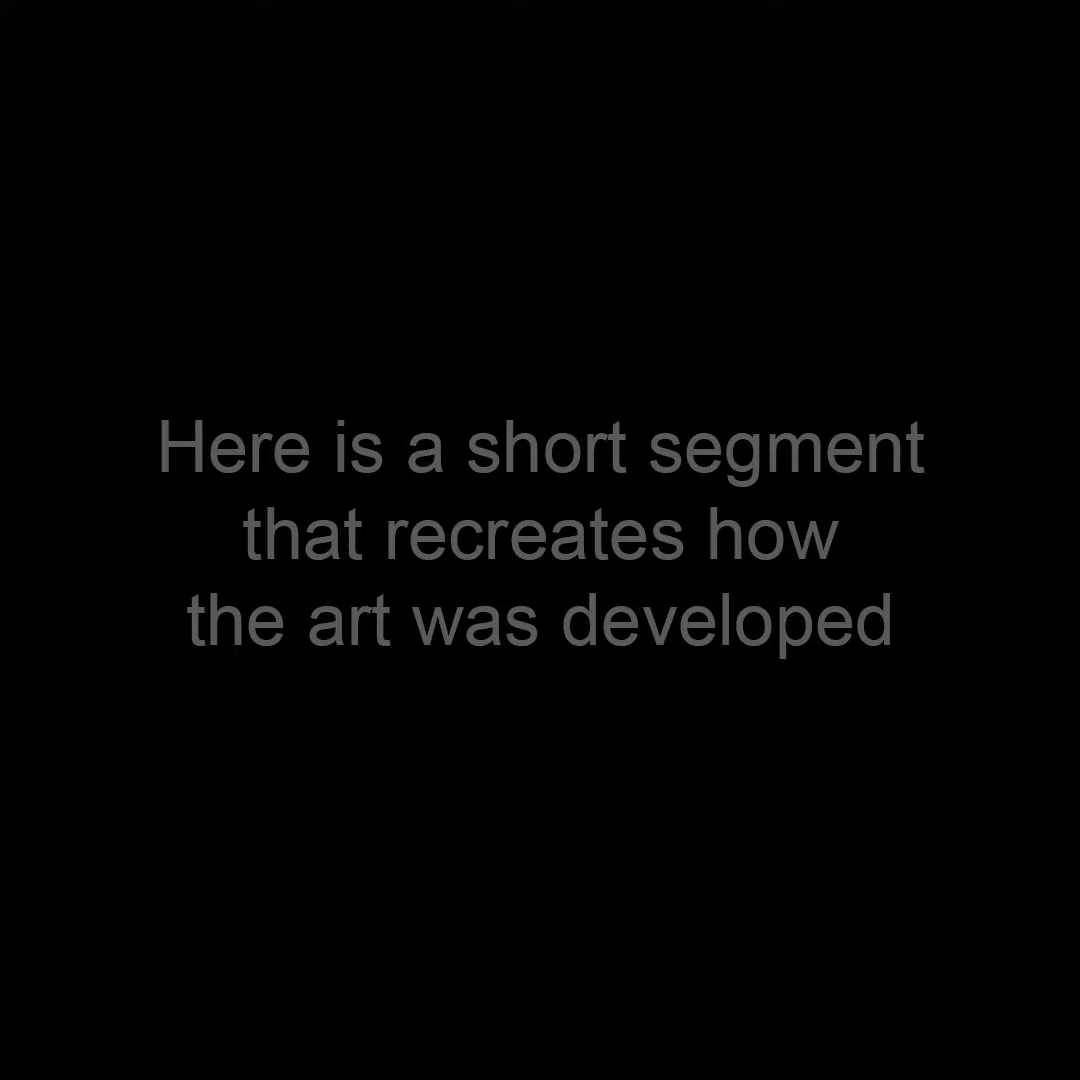 Here is a short segment
that recreates how
the art was developed